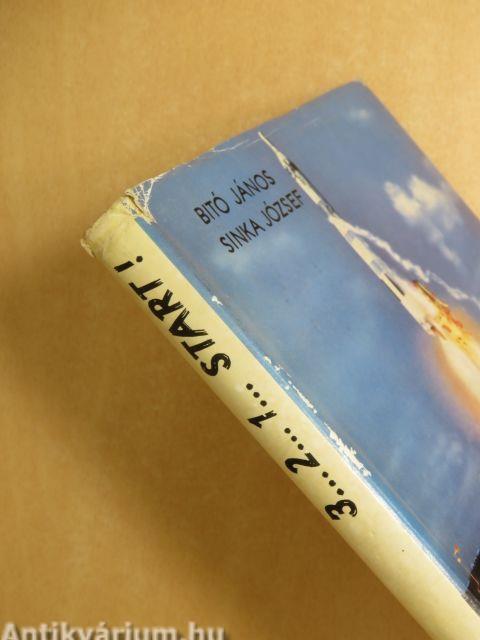 BITÓ JÁNOS
SINKA JÓZSEF
3...2...1... START!
Antikvárium.hu